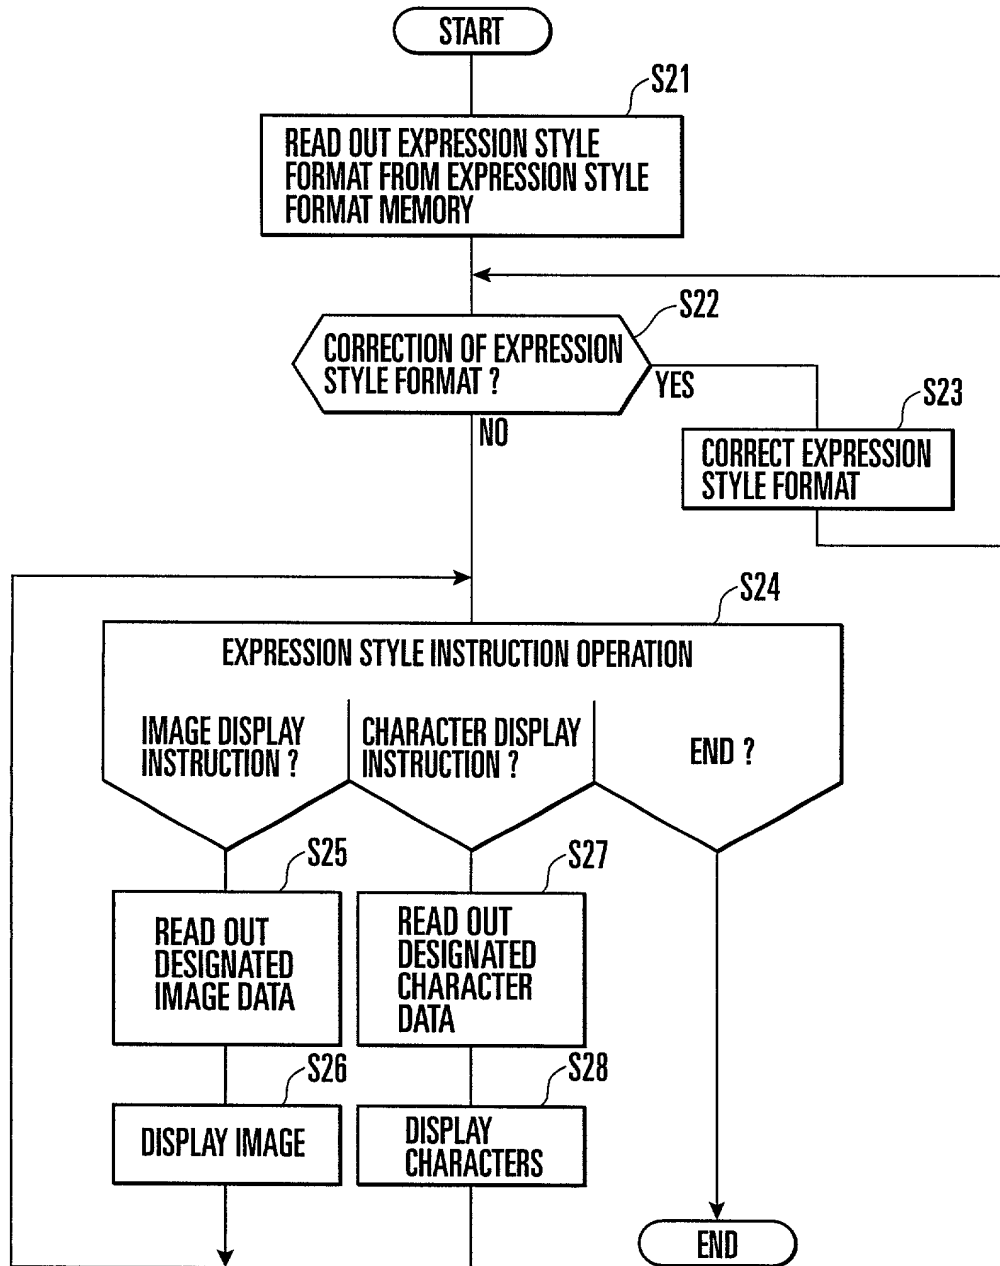 START
S21
READ OUT EXPRESSION STYLE
FORMAT FROM EXPRESSION STYLE
FORMAT MEMORY
S22
CORRECTION OF EXPRESSION
STYLE FORMAT ?
YES
NO
S23
CORRECT EXPRESSION
STYLE FORMAT
S24
EXPRESSION STYLE INSTRUCTION OPERATION
IMAGE DISPLAY
INSTRUCTION ?
CHARACTER DISPLAY
INSTRUCTION ?
END ?
S25
READ OUT
DESIGNATED
IMAGE DATA
S27
READ OUT
DESIGNATED
CHARACTER
DATA
S26
DISPLAY IMAGE
S28
DISPLAY
CHARACTERS
END